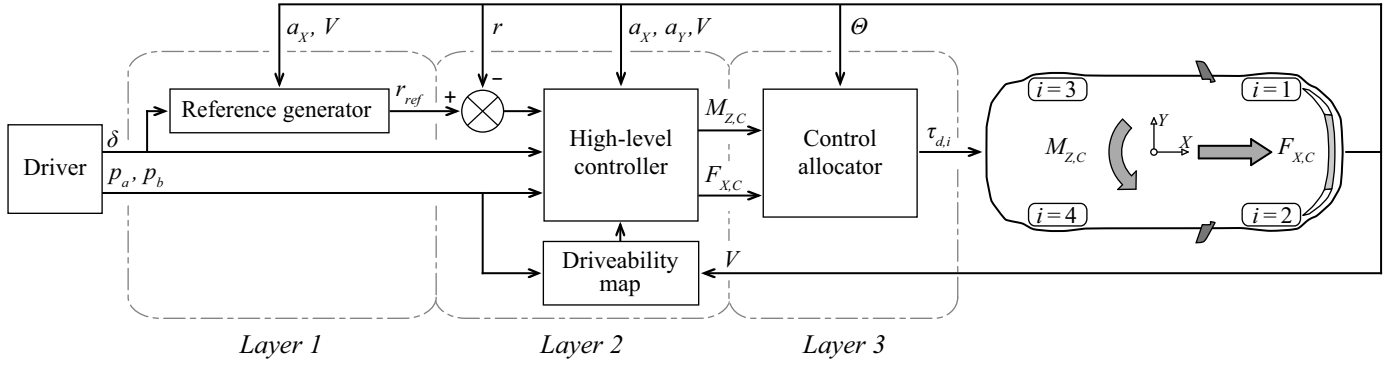 a_X, V
r
a_X, a_Y, V
Θ
−
Reference generator
r_ref
+
M_Z,C
i = 3
i = 1
Driver
δ
p_a, p_b
High-level
controller
Control
allocator
τ_d,i
M_Z,C
Y
X
F_X,C
F_X,C
i = 4
i = 2
Driveability
map
V
Layer 1
Layer 2
Layer 3